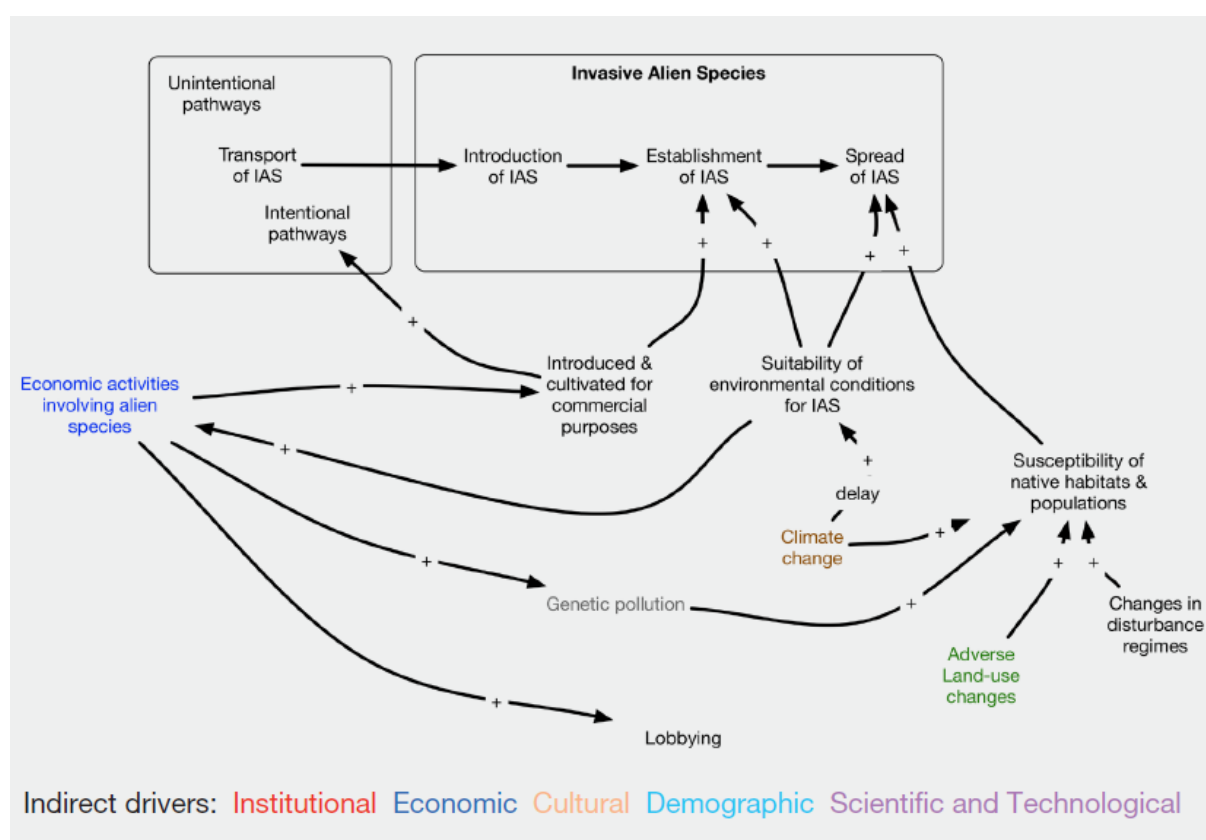 Unintentional
pathways
Transport
of IAS
Intentional
pathways
Invasive Alien Species
Introduction
of IAS
Establishment
of IAS
Spread
of IAS
+
+
+
+
+
Economic activities
involving alien
species
+
Introduced &
cultivated for
commercial
purposes
Suitability of
environmental conditions
for IAS
+
+
delay
Susceptibility of
native habitats &
populations
Climate
change
+
+
Genetic pollution
+
+
+
Changes in
disturbance
regimes
Adverse
Land-use
changes
+
Lobbying
Indirect drivers: Institutional Economic Cultural Demographic Scientific and Technological